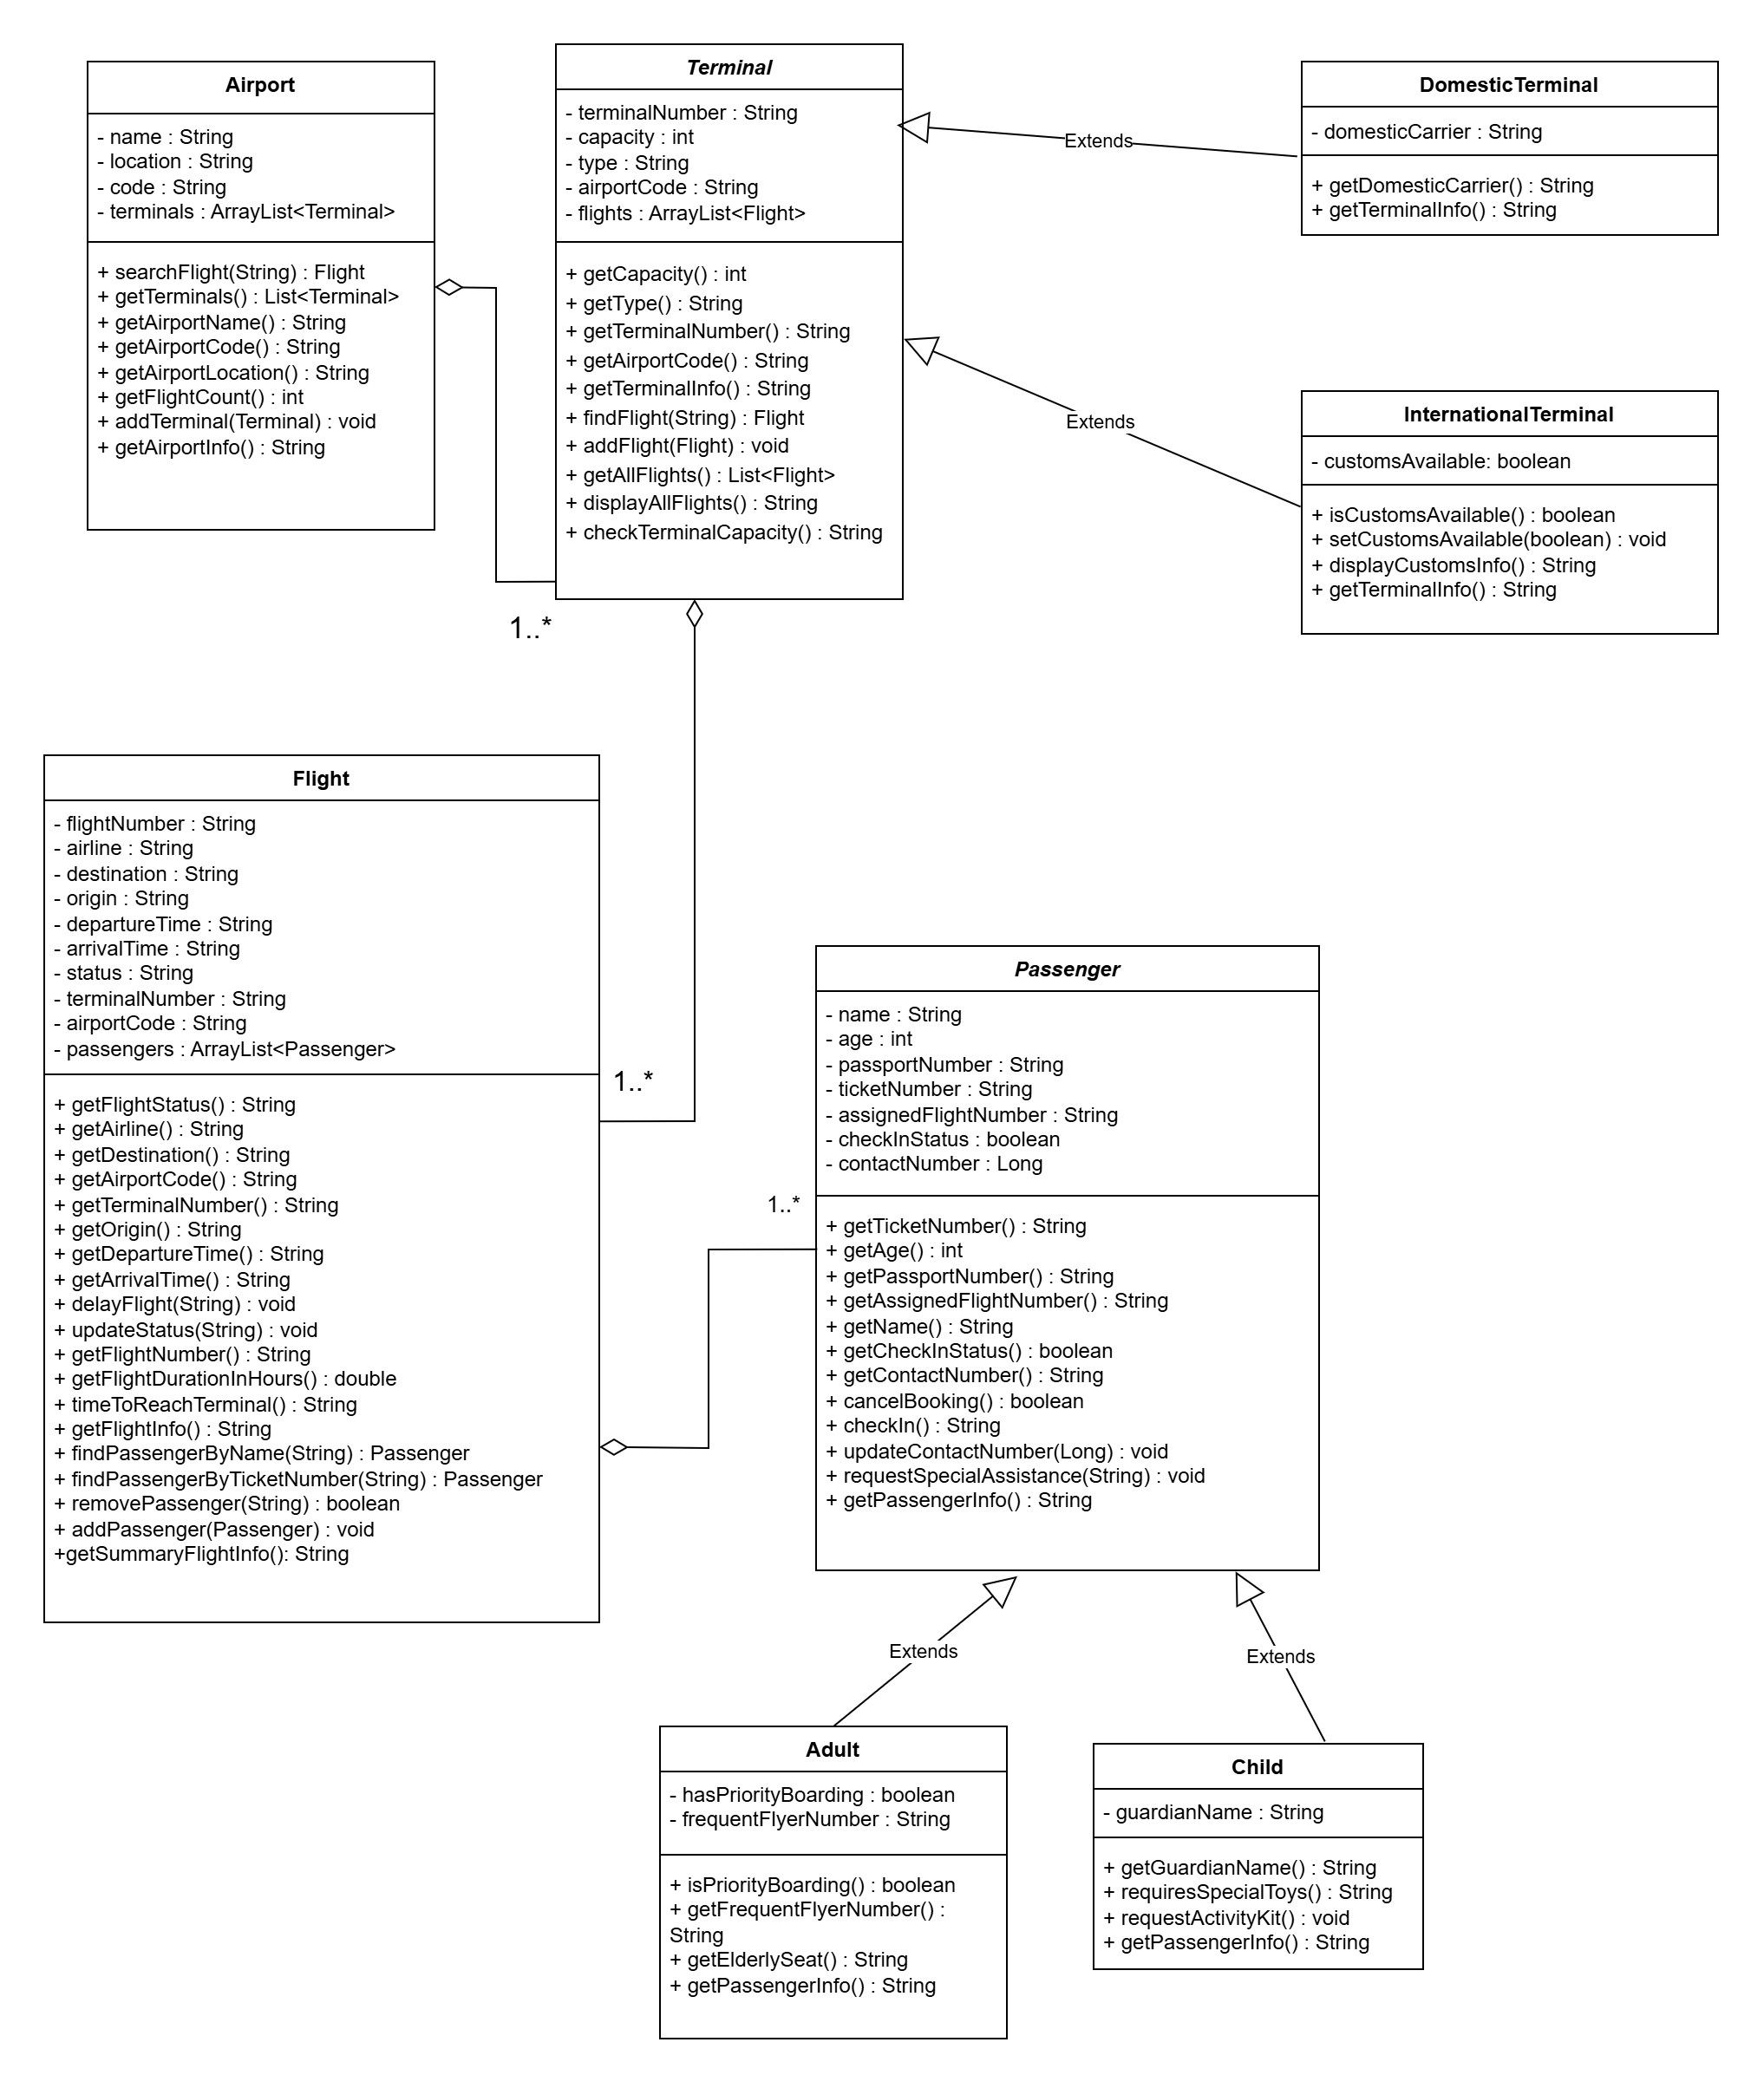 Airport
- name : String
- location : String
- code : String
- terminals : ArrayList<Terminal>
+ searchFlight(String) : Flight
+ getTerminals() : List<Terminal>
+ getAirportName() : String
+ getAirportCode() : String
+ getAirportLocation() : String
+ getFlightCount() : int
+ addTerminal(Terminal) : void
+ getAirportInfo() : String
Terminal
- terminalNumber : String
- capacity : int
- type : String
- airportCode : String
- flights : ArrayList<Flight>
+ getCapacity() : int
+ getType() : String
+ getTerminalNumber() : String
+ getAirportCode() : String
+ getTerminalInfo() : String
+ findFlight(String) : Flight
+ addFlight(Flight) : void
+ getAllFlights() : List<Flight>
+ displayAllFlights() : String
+ checkTerminalCapacity() : String
1..*
Extends
DomesticTerminal
- domesticCarrier : String
+ getDomesticCarrier() : String
+ getTerminalInfo() : String
Extends
InternationalTerminal
- customsAvailable: boolean
+ isCustomsAvailable() : boolean
+ setCustomsAvailable(boolean) : void
+ displayCustomsInfo() : String
+ getTerminalInfo() : String
Flight
- flightNumber : String
- airline : String
- destination : String
- origin : String
- departureTime : String
- arrivalTime : String
- status : String
- terminalNumber : String
- airportCode : String
- passengers : ArrayList<Passenger>
+ getFlightStatus() : String
+ getAirline() : String
+ getDestination() : String
+ getAirportCode() : String
+ getTerminalNumber() : String
+ getOrigin() : String
+ getDepartureTime() : String
+ getArrivalTime() : String
+ delayFlight(String) : void
+ updateStatus(String) : void
+ getFlightNumber() : String
+ getFlightDurationInHours() : double
+ timeToReachTerminal() : String
+ getFlightInfo() : String
+ findPassengerByName(String) : Passenger
+ findPassengerByTicketNumber(String) : Passenger
+ removePassenger(String) : boolean
+ addPassenger(Passenger) : void
+getSummaryFlightInfo(): String
1..*
1..*
Passenger
- name : String
- age : int
- passportNumber : String
- ticketNumber : String
- assignedFlightNumber : String
- checkInStatus : boolean
- contactNumber : Long
+ getTicketNumber() : String
+ getAge() : int
+ getPassportNumber() : String
+ getAssignedFlightNumber() : String
+ getName() : String
+ getCheckInStatus() : boolean
+ getContactNumber() : String
+ cancelBooking() : boolean
+ checkIn() : String
+ updateContactNumber(Long) : void
+ requestSpecialAssistance(String) : void
+ getPassengerInfo() : String
Extends
Extends
Adult
- hasPriorityBoarding : boolean
- frequentFlyerNumber : String
+ isPriorityBoarding() : boolean
+ getFrequentFlyerNumber() :
String
+ getElderlySeat() : String
+ getPassengerInfo() : String
Child
- guardianName : String
+ getGuardianName() : String
+ requiresSpecialToys() : String
+ requestActivityKit() : void
+ getPassengerInfo() : String